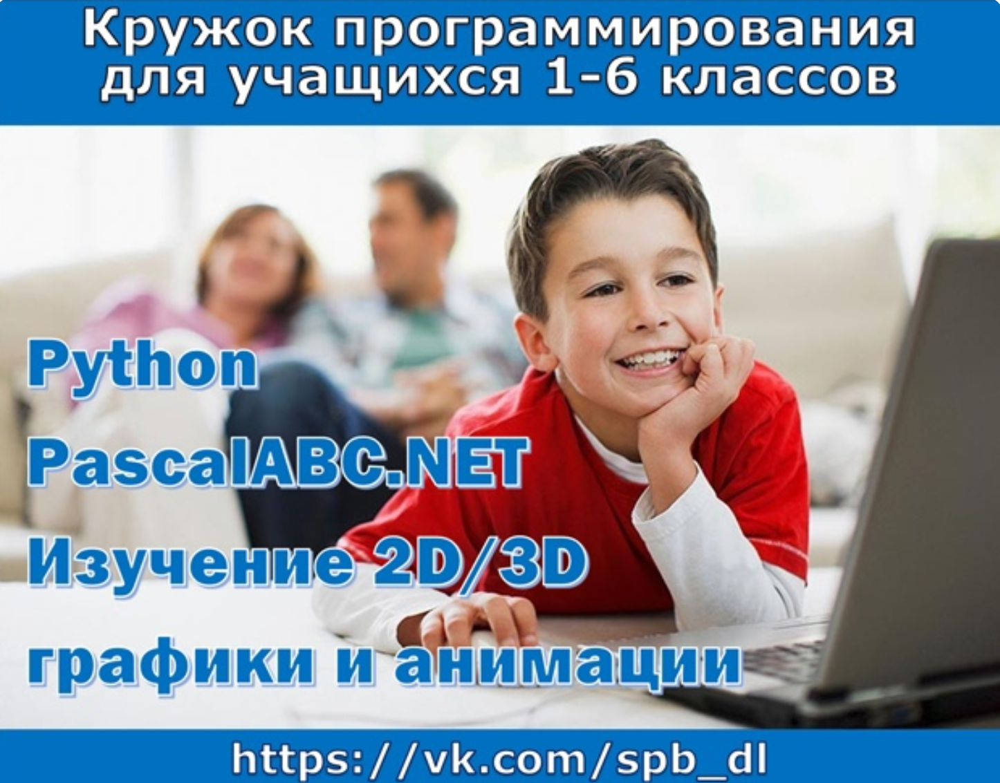 Кружок программирования
для учащихся 1-6 классов
Python
PascalABC.NET
Изучение 2D/3D
графики и анимации
https://vk.com/spb_dl